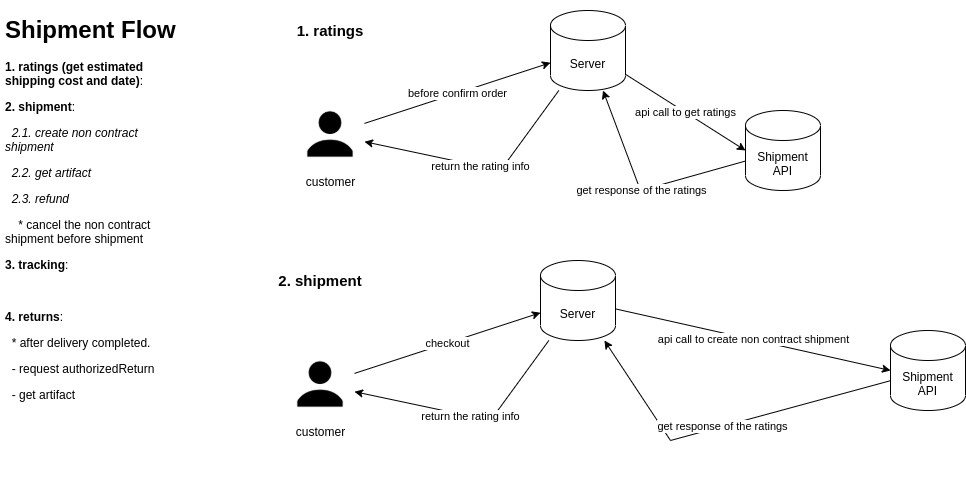 Shipment Flow
1. ratings (get estimated
shipping cost and date):
2. shipment:
2.1. create non contract
shipment
2.2. get artifact
2.3. refund
* cancel the non contract
shipment before shipment
3. tracking:
4. returns:
* after delivery completed.
- request authorizedReturn
- get artifact
1. ratings
Server
before confirm order
api call to get ratings
Shipment
API
return the rating info
customer
get response of the ratings
2. shipment
Server
checkout
api call to create non contract shipment
Shipment
API
return the rating info
get response of the ratings
customer